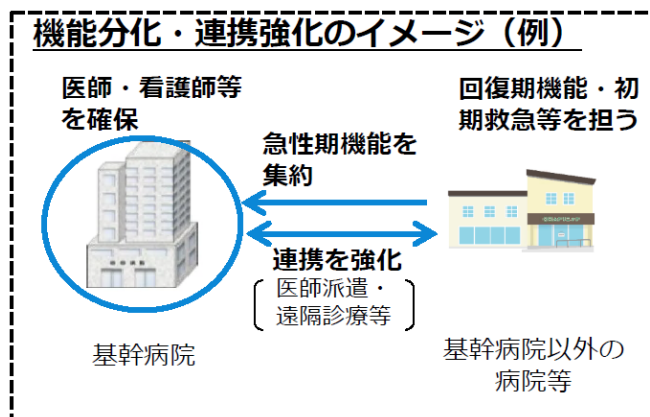 機能分化・連携強化のイメージ（例）
医師・看護師等
を確保
回復期機能・初
期救急等を担う
急性期機能を
集約
連携を強化
医師派遣・
遠隔診療等
基幹病院
基幹病院以外の
病院等